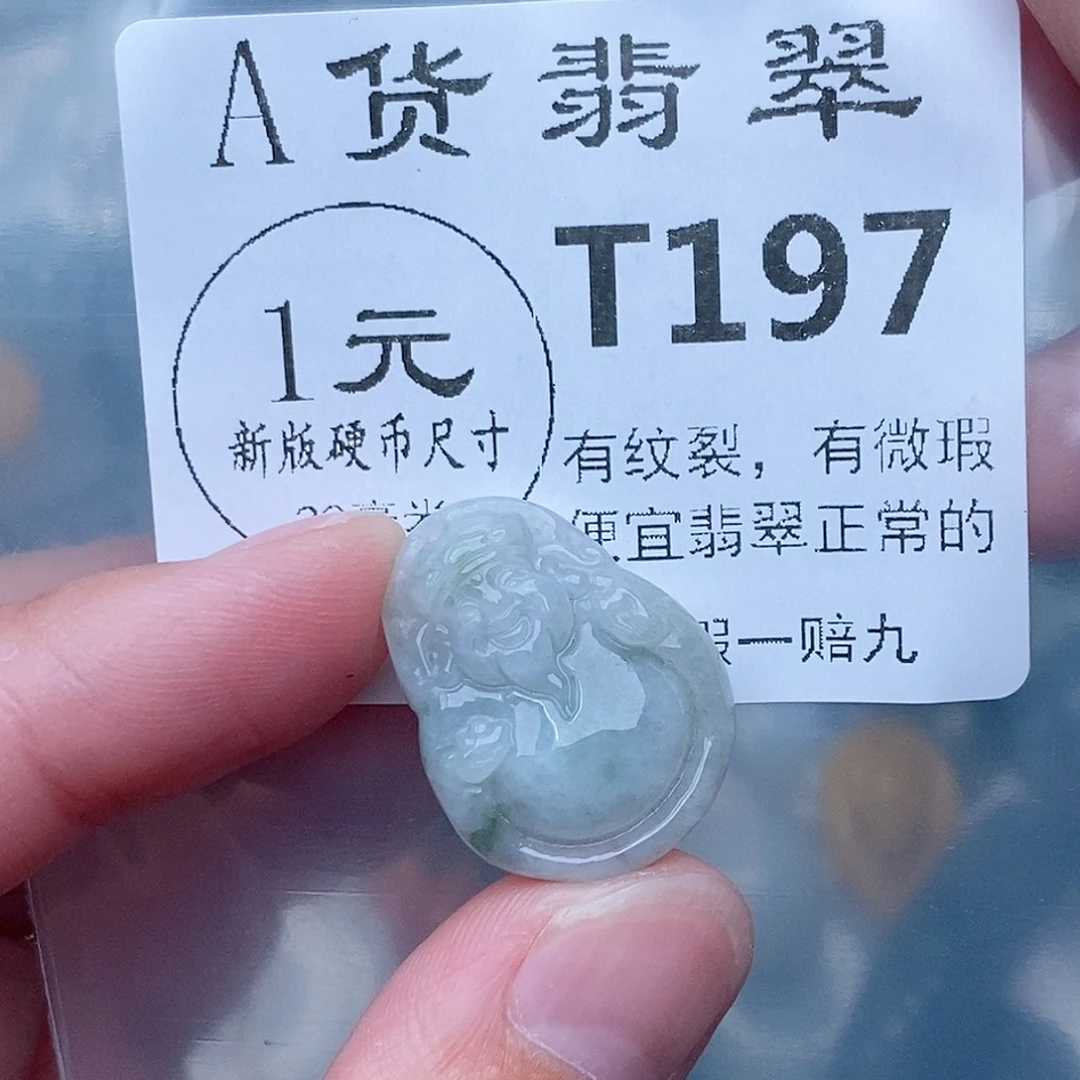 A货翡翠
T197
1元
新版硬币尺寸
有纹裂，有微瑕
便宜翡翠正常的
假一赔九